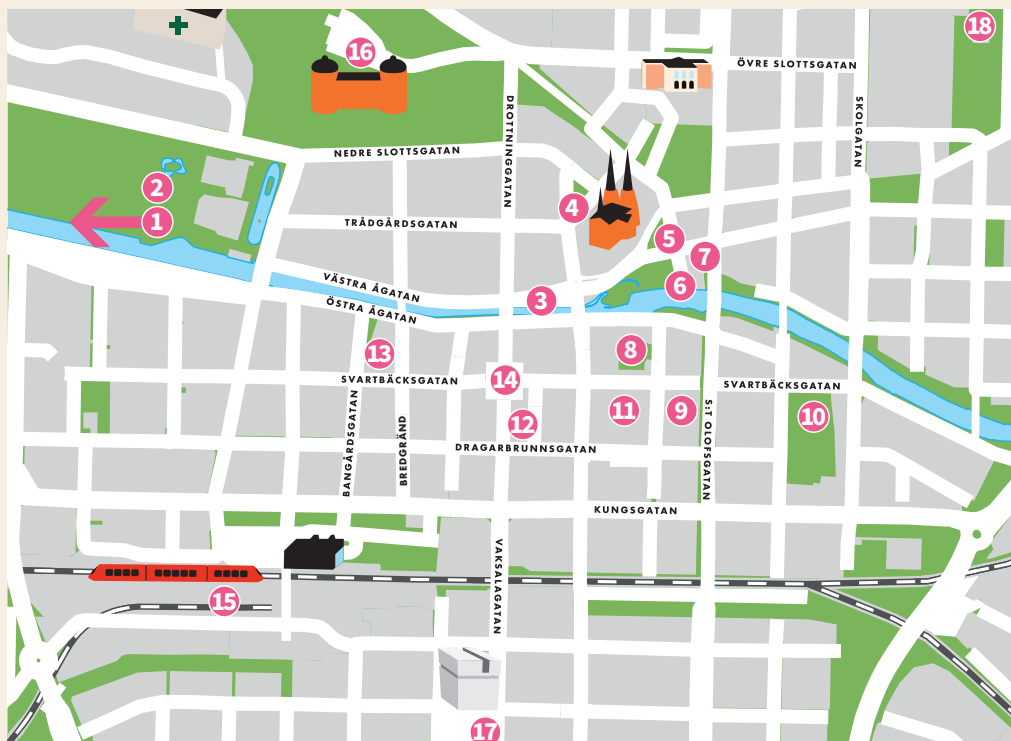 18
16
ÖVRE SLOTTSGATAN
DROTTNINGGATAN
SKOLGATAN
NEDRE SLOTTSGATAN
2
1
4
TRÅDGÅRDSGATAN
5
7
VÄSTRA ÅGATAN
6
3
ÖSTRA ÅGATAN
13
8
SVARTBÄCKSGATAN
14
SVARTBÄCKSGATAN
BANGÅRDSGATAN
BREDGRÄND
12
11
9
S:T OLOFSGATAN
10
DRAGARBRUNNSGATAN
KUNGSGATAN
VAKSALAGATAN
15
17